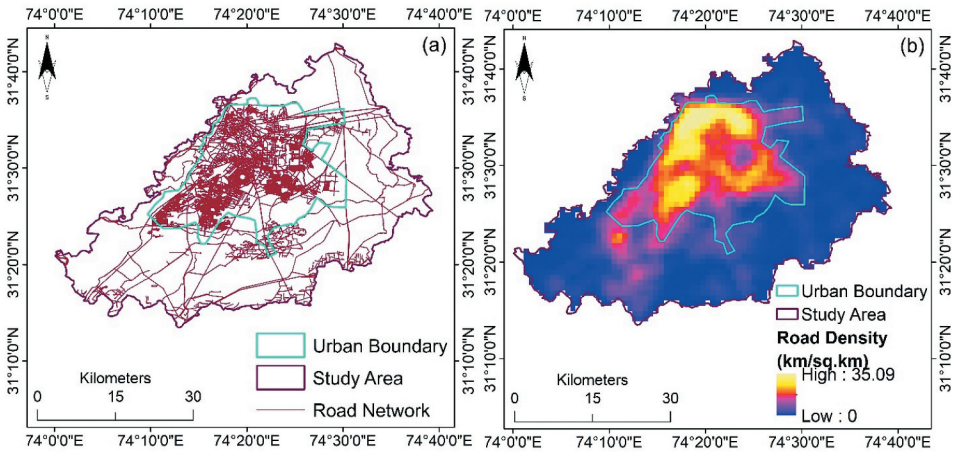 74°0'0"E 74°10'0"E 74°20'0"E 74°30'0"E 74°40'0"E
(a)
N
S
31°40'0"N
31°30'0"N
31°20'0"N
31°10'0"N
31°40'0"N
31°30'0"N
31°20'0"N
31°10'0"N
Urban Boundary
Study Area
Road Network
Kilometers
0 15 30
74°0'0"E 74°10'0"E 74°20'0"E 74°30'0"E 74°40'0"E
74°0'0"E 74°10'0"E 74°20'0"E 74°30'0"E 74°40'0"E
(b)
N
S
31°40'0"N
31°30'0"N
31°20'0"N
31°10'0"N
31°40'0"N
31°30'0"N
31°20'0"N
31°10'0"N
Urban Boundary
Study Area
Road Density
(km/sq.km)
High : 35.09
Low : 0
Kilometers
0 15 30
74°0'0"E 74°10'0"E 74°20'0"E 74°30'0"E 74°40'0"E